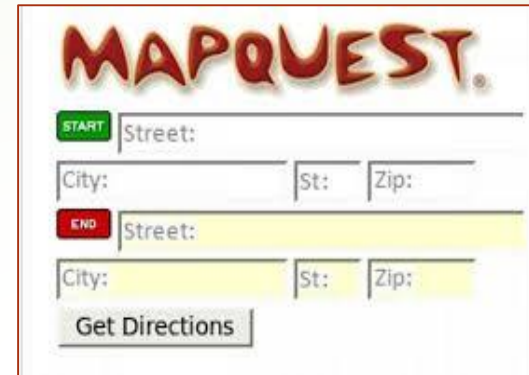 MAPQUEST®
START Street:
City: St: Zip:
END Street:
City: St: Zip:
Get Directions